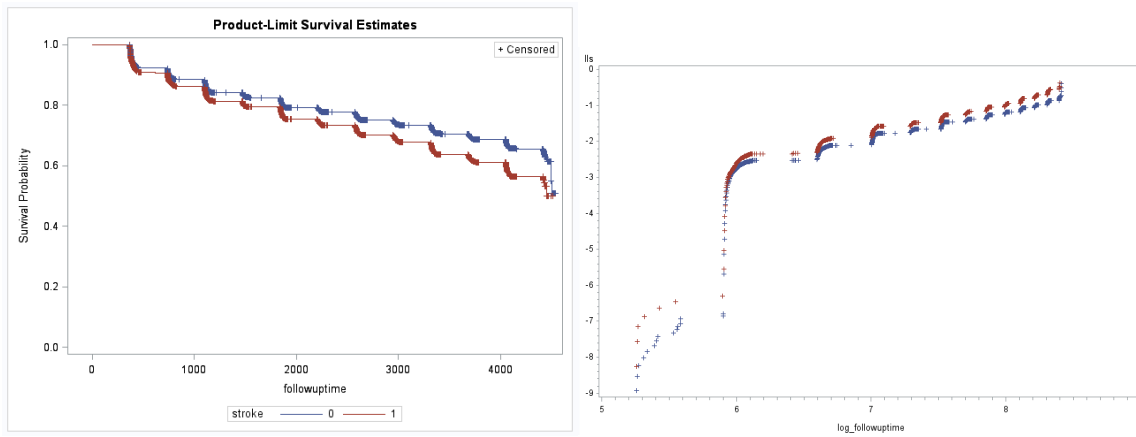 Product-Limit Survival Estimates
+ Censored
1.0
0.8
0.6
0.4
0.2
0.0
Survival Probability
0 1000 2000 3000 4000
followuptime
stroke 0 1
lls
0
-1
-2
-3
-4
-5
-6
-7
-8
-9
5 6 7 8
log_followuptime